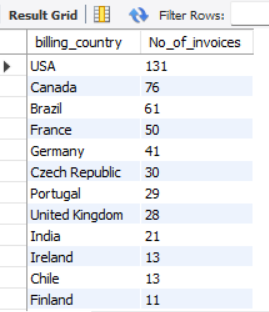 Result Grid Filter Rows:
billing_country No_of_invoices
USA 131
Canada 76
Brazil 61
France 50
Germany 41
Czech Republic 30
Portugal 29
United Kingdom 28
India 21
Ireland 13
Chile 13
Finland 11